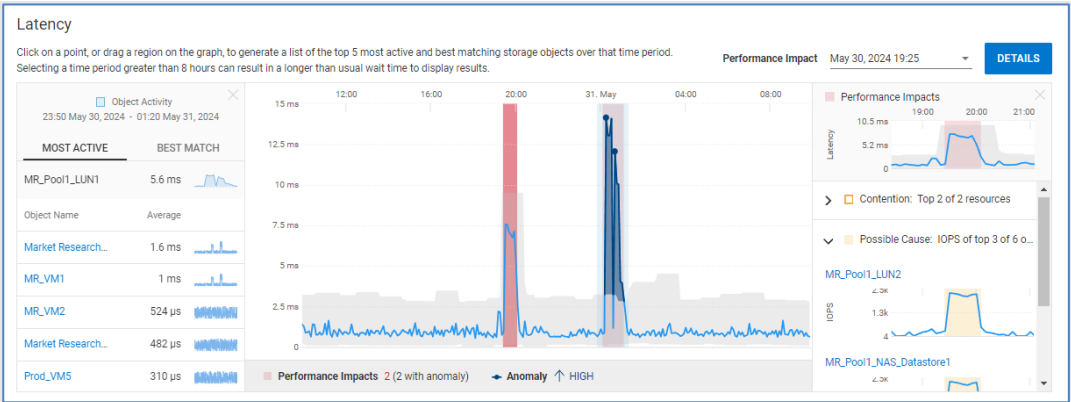 Latency
Click on a point, or drag a region on the graph, to generate a list of the top 5 most active and best matching storage objects over that time period.
Selecting a time period greater than 8 hours can result in a longer than usual wait time to display results.
Performance Impact May 30, 2024 19:25
DETAILS
Object Activity
23:50 May 30, 2024 - 01:20 May 31, 2024
MOST ACTIVE BEST MATCH
MR_Pool1_LUN1 5.6 ms
Object Name Average
Market Research... 1.6 ms
MR_VM1 1 ms
MR_VM2 524 µs
Market Research... 482 µs
Prod_VM5 310 µs
12:00 16:00 20:00 31. May 04:00 08:00
15 ms
12.5 ms
10 ms
7.5 ms
5 ms
2.5 ms
0
Performance Impacts 2 (2 with anomaly) Anomaly ↑ HIGH
Performance Impacts
19:00 20:00 21:00
Latency
10.5 ms
5.2 ms
0
Contention: Top 2 of 2 resources
Possible Cause: IOPS of top 3 of 6 o...
MR_Pool1_LUN2
IOPS
2.5K
1.3k
4
MR_Pool1_NAS_Datastore1
2.5K